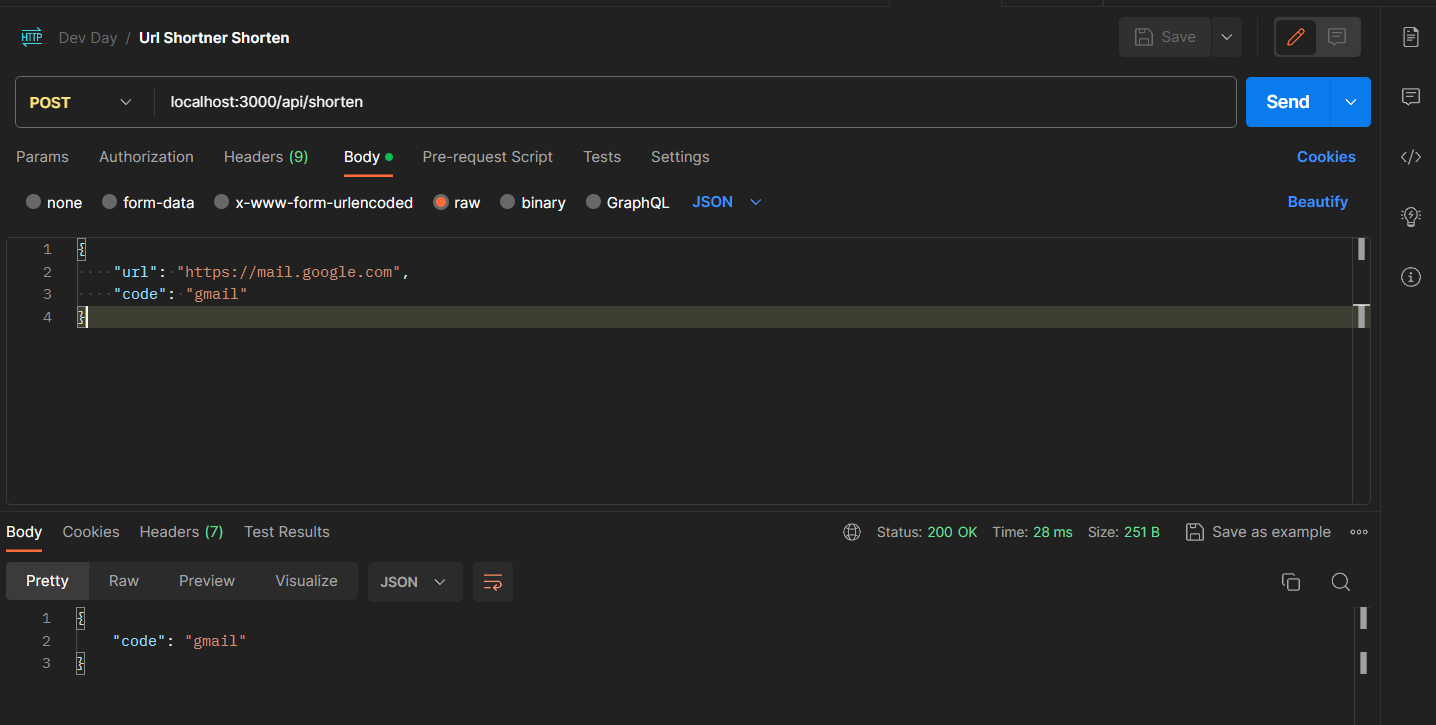 HTTP Dev Day / Url Shortner Shorten Save
POST localhost:3000/api/shorten Send
Params Authorization Headers (9) Body Pre-request Script Tests Settings Cookies
none form-data x-www-form-urlencoded raw binary GraphQL JSON Beautify
1 {
2 "url": "https://mail.google.com",
3 "code": "gmail"
4 }
Body Cookies Headers (7) Test Results Status: 200 OK Time: 28 ms Size: 251 B Save as example
Pretty Raw Preview Visualize JSON
1 {
2 "code": "gmail"
3 }